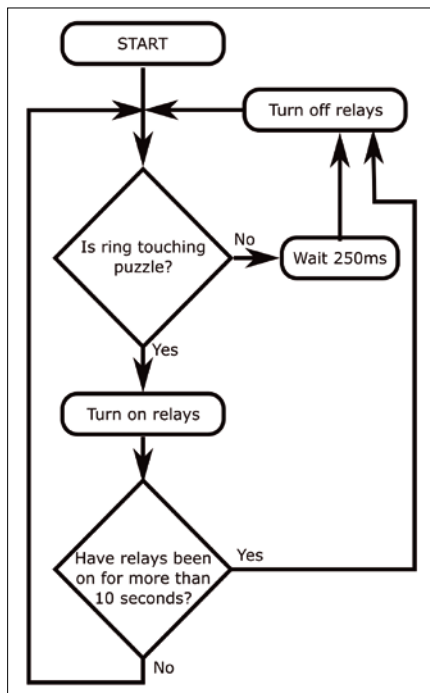 START
Turn off relays
Is ring touching
puzzle?
No
Wait 250ms
Yes
Turn on relays
Have relays been
on for more than
10 seconds?
Yes
No